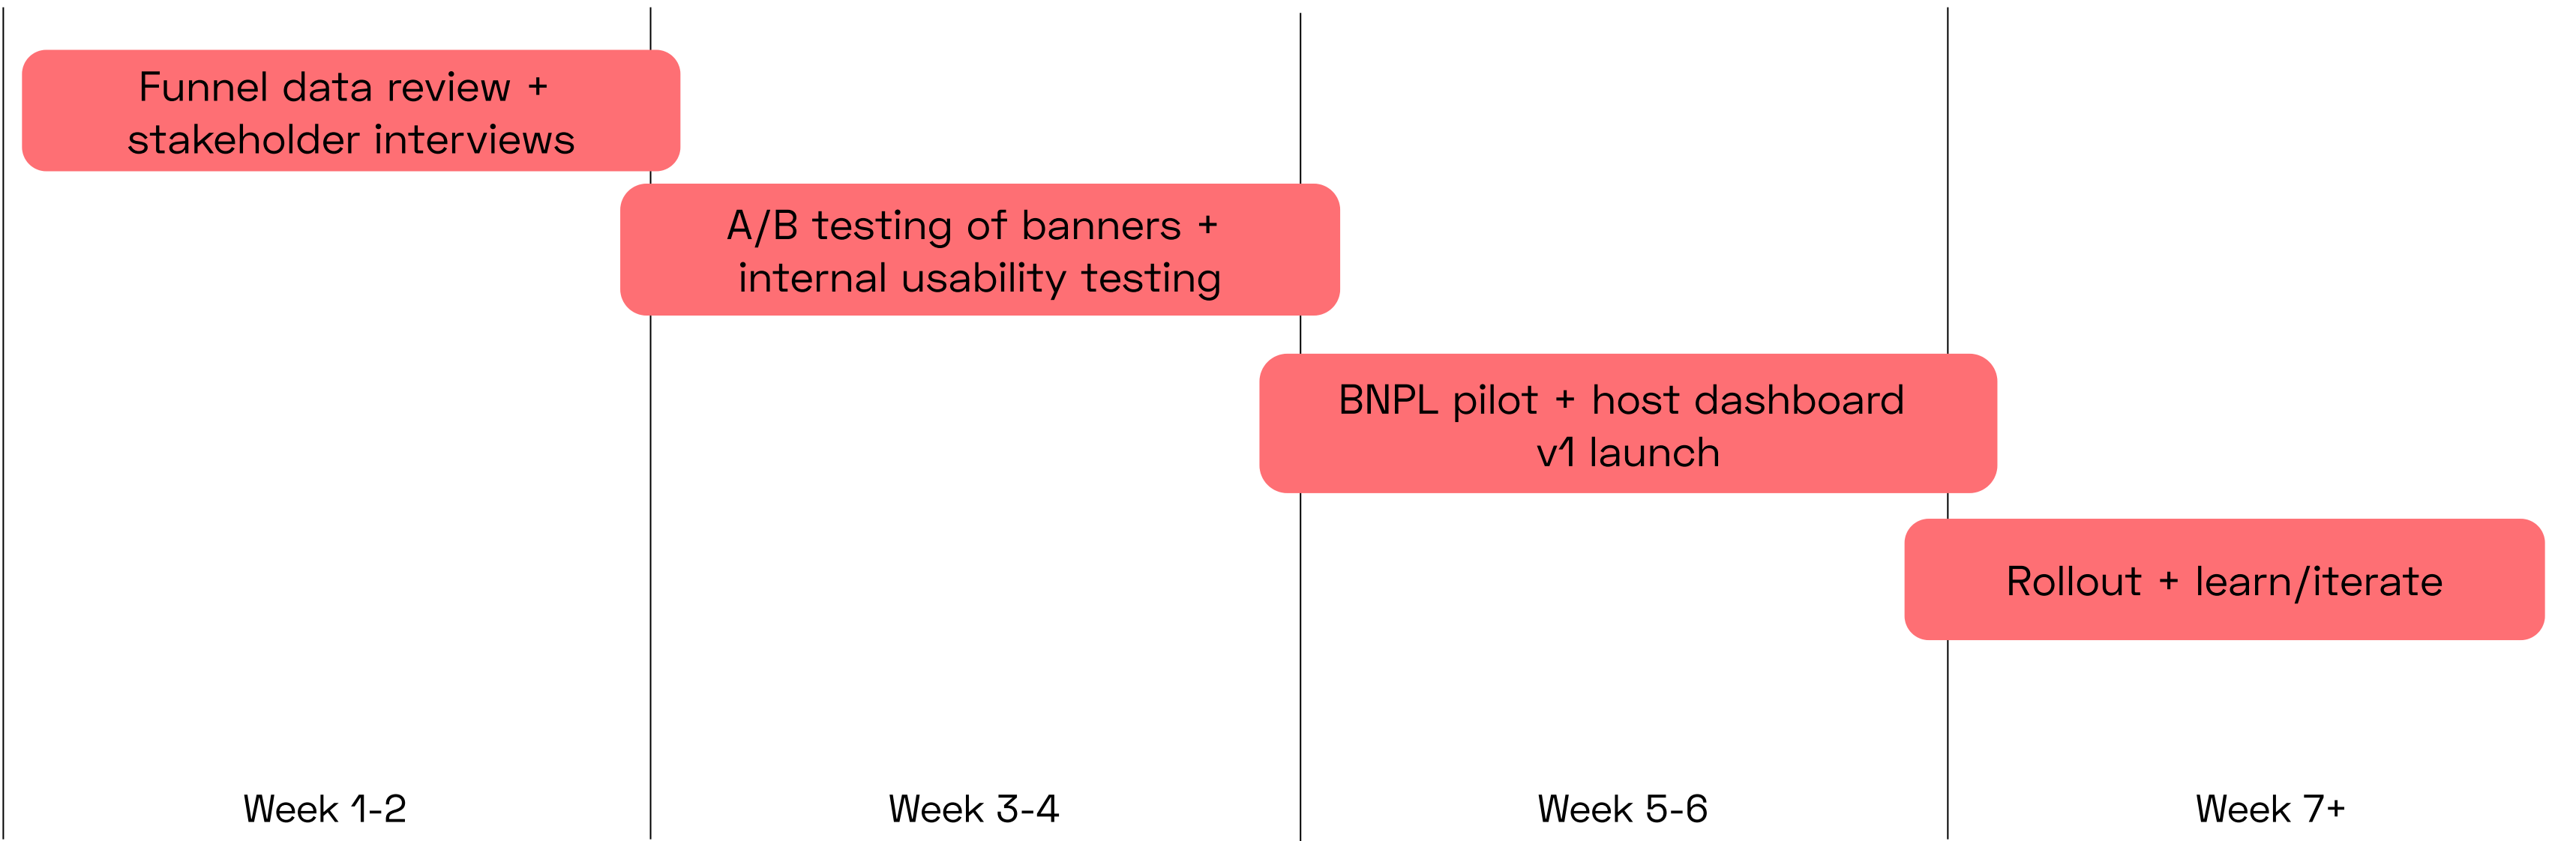 Funnel data review +
stakeholder interviews
A/B testing of banners +
internal usability testing
BNPL pilot + host dashboard
v1 launch
Rollout + learn/iterate
Week 1-2
Week 3-4
Week 5-6
Week 7+